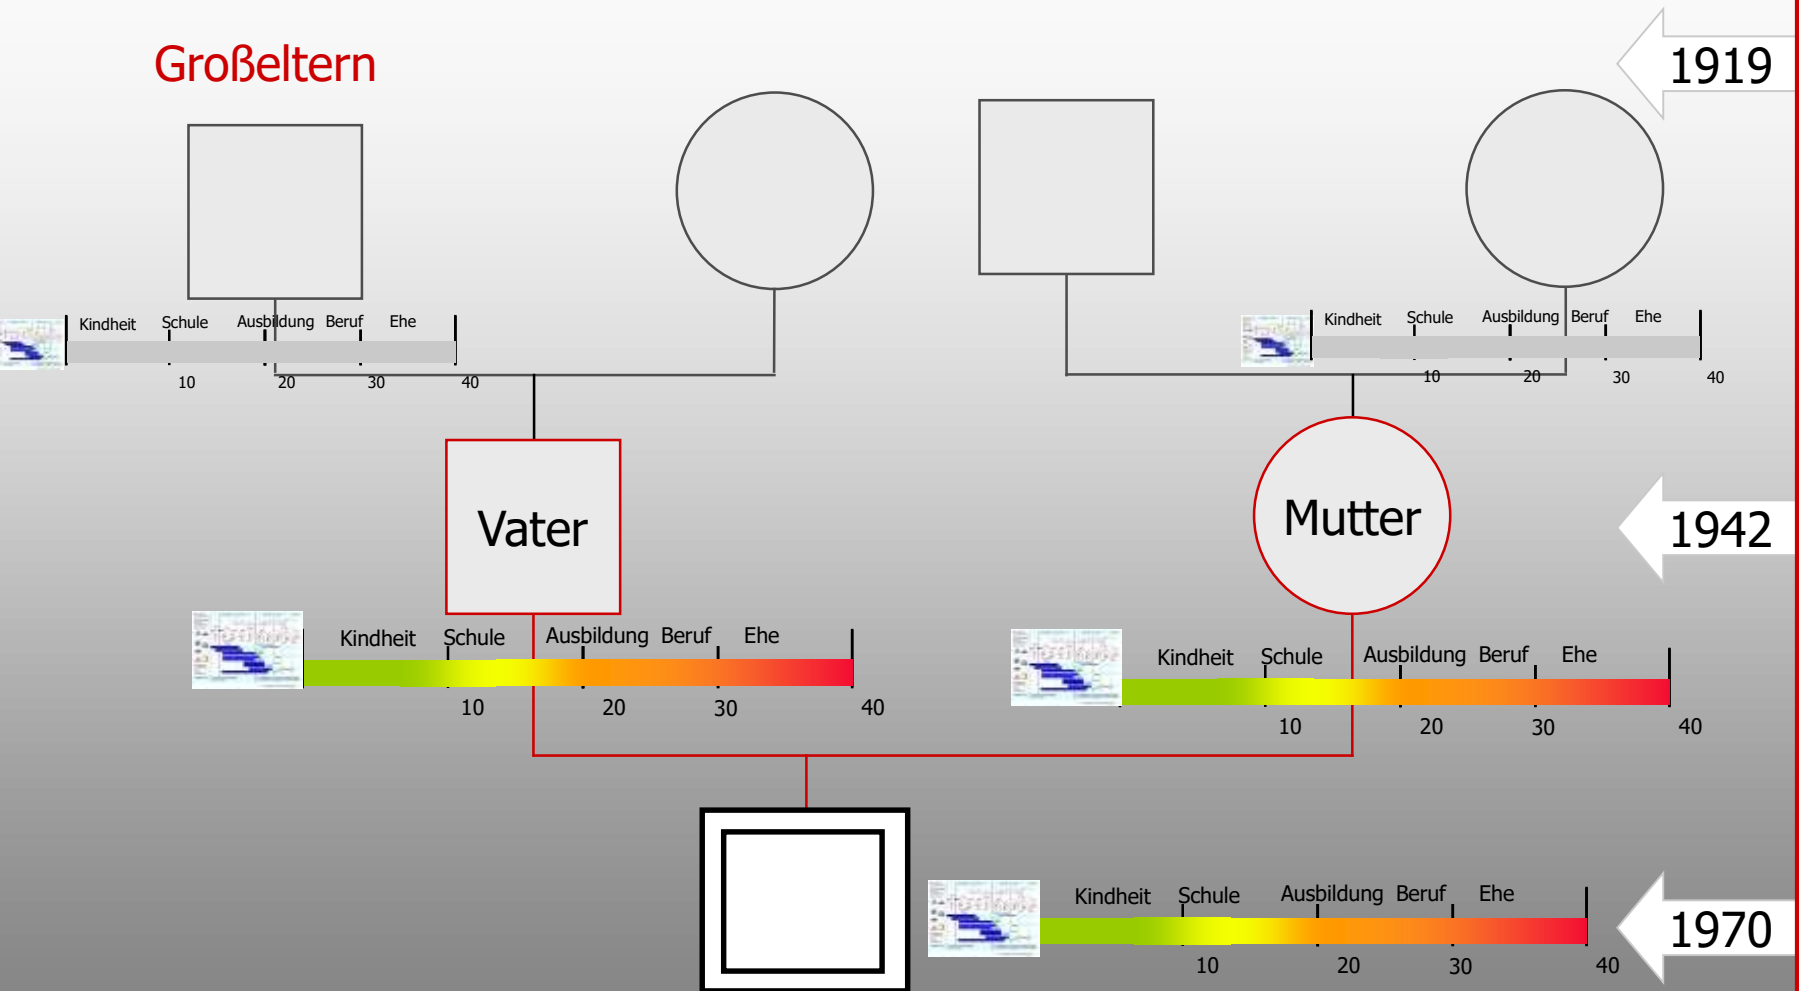 1919
Großeltern
Kindheit Schule Ausbildung Beruf Ehe
10 20 30 40
Kindheit Schule Ausbildung Beruf Ehe
10 20 30 40
Vater
Mutter
1942
Kindheit Schule Ausbildung Beruf Ehe
10 20 30 40
Kindheit Schule Ausbildung Beruf Ehe
10 20 30 40
Kindheit Schule Ausbildung Beruf Ehe
10 20 30 40
1970